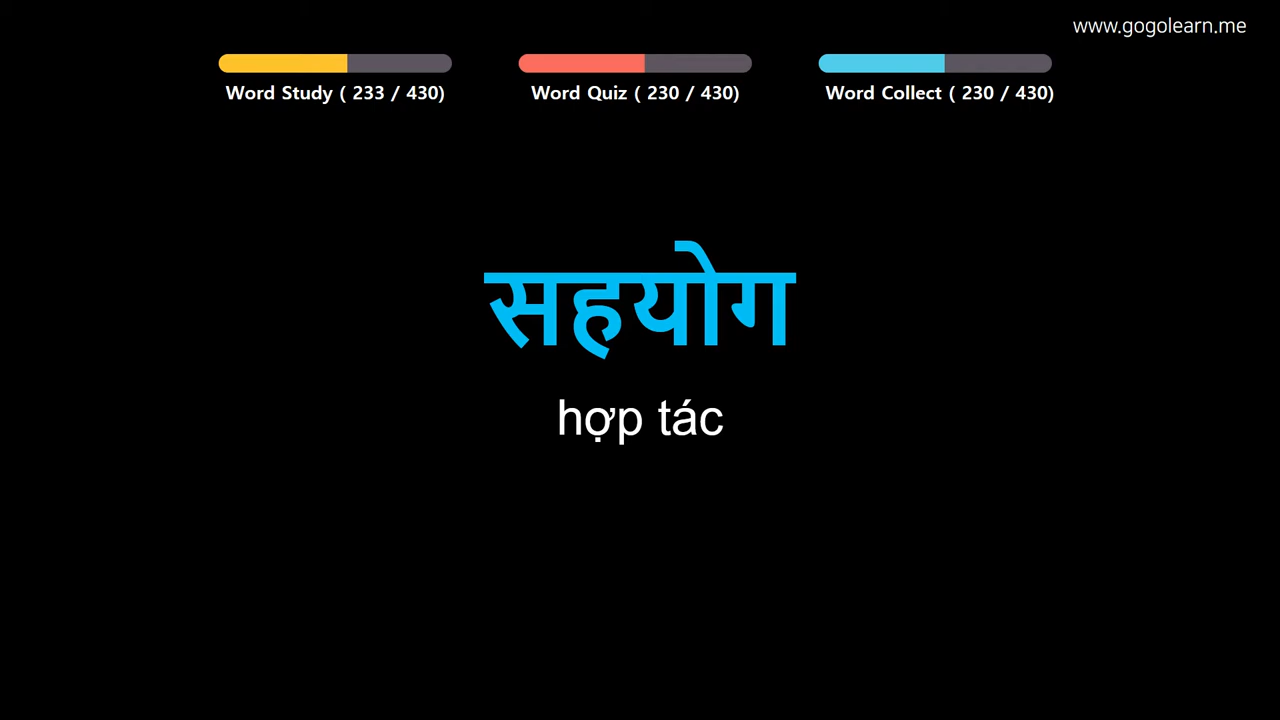 www.gogolearn.me
Word Study ( 233 / 430)
Word Quiz ( 230 / 430)
Word Collect ( 230 / 430)
सहयोग
hợp tác